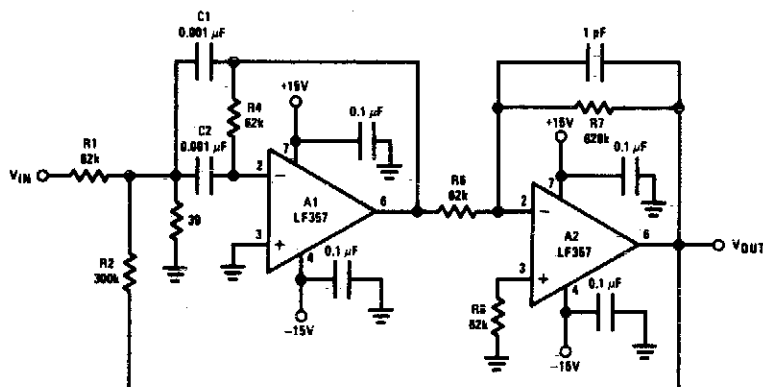 C1
0.001 µF
1 pF
+15V
R4
62k
0.1 µF
R7
620k
C2
0.001 µF
+15V
0.1 µF
R1
62k
7
VIN
2
A1
LF357
6
R6
62k
7
2
39
3
A2
LF357
6
VOUT
R2
300k
4
0.1 µF
3
4
0.1 µF
62k
-15V
-15V